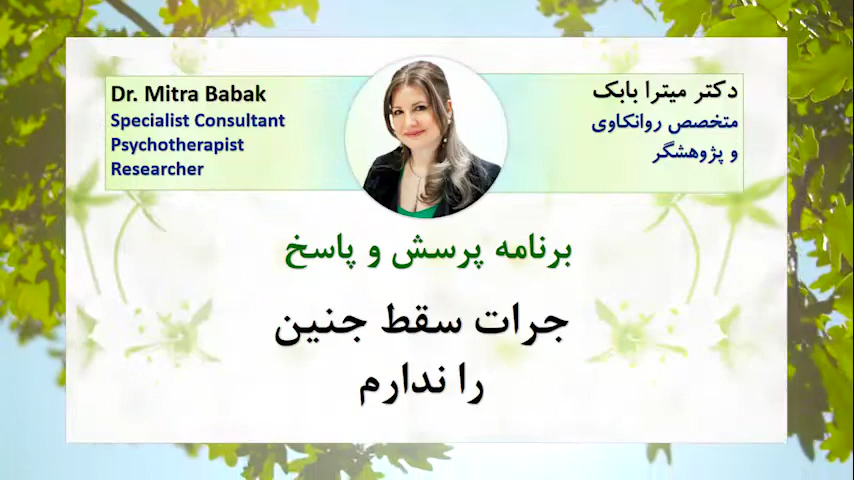 Dr. Mitra Babak
Specialist Consultant
Psychotherapist
Researcher
دکتر میترا بابک
متخصص روانکاوی
و پژوهشگر
برنامه پرسش و پاسخ
جرات سقط جنین
را ندارم